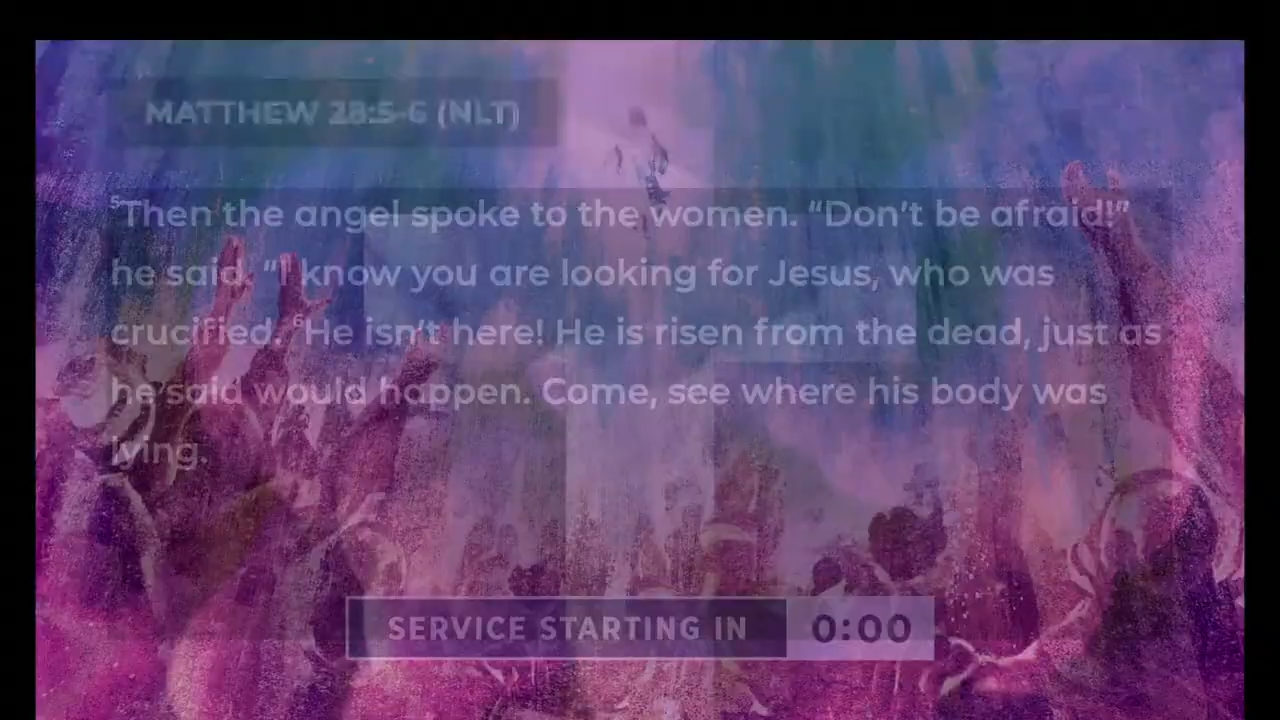 MATTHEW 28:5-6 (NLT)
5Then the angel spoke to the women. “Don’t be afraid!”
he said. “I know you are looking for Jesus, who was
crucified. 6He isn’t here! He is risen from the dead, just as
he said would happen. Come, see where his body was
lying.
SERVICE STARTING IN 0:00